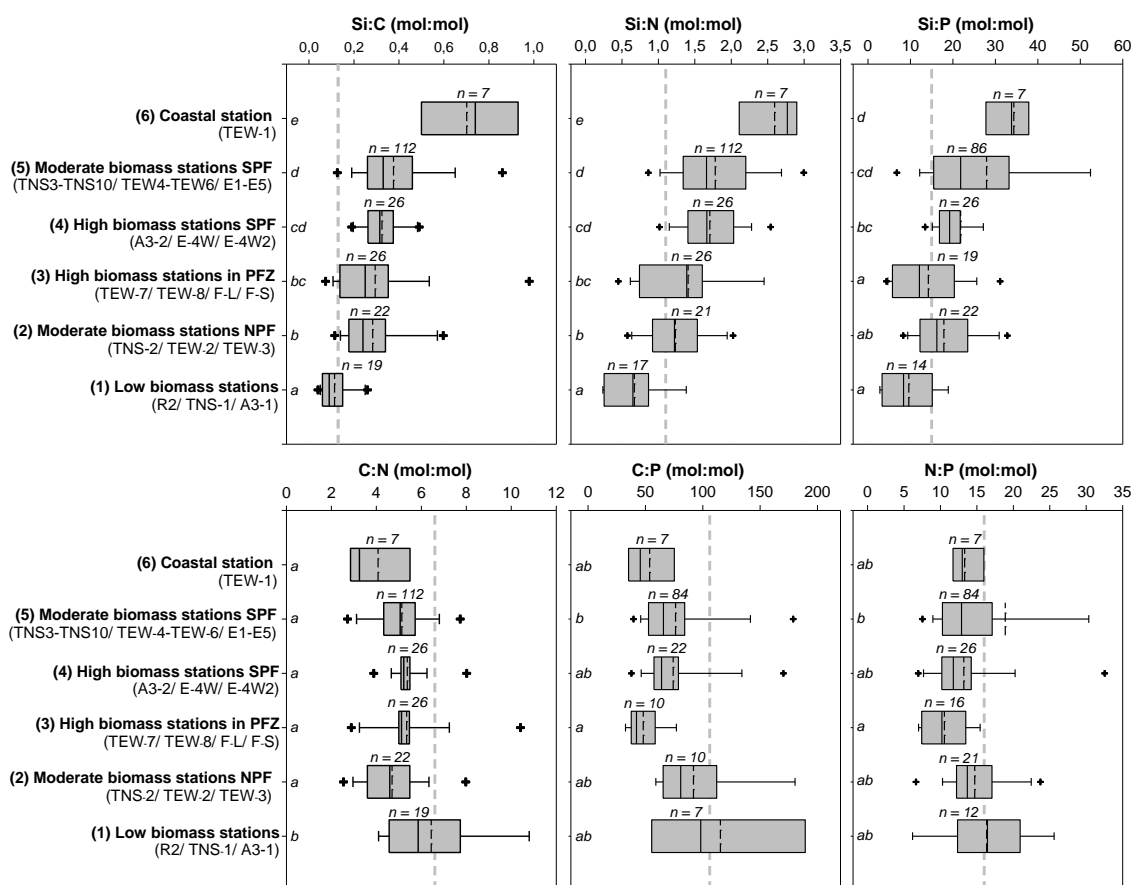 Si:C (mol:mol) Si:N (mol:mol) Si:P (mol:mol)
0,0 0,2 0,4 0,6 0,8 1,0 0,0 0,5 1,0 1,5 2,0 2,5 3,0 3,5 0 10 20 30 40 50 60
n = 7 n = 7 n = 7
(6) Coastal station e e d
(TEW-1)
n = 112 n = 112 n = 86
(5) Moderate biomass stations SPF d d cd
(TNS3-TNS10/ TEW4-TEW6/ E1-E5)
n = 26 n = 26 n = 26
(4) High biomass stations SPF cd cd bc
(A3-2/ E-4W/ E-4W2)
n = 26 n = 26 n = 19
(3) High biomass stations in PFZ bc bc a
(TEW-7/ TEW-8/ F-L/ F-S)
n = 22 n = 21 n = 22
(2) Moderate biomass stations NPF b b ab
(TNS-2/ TEW-2/ TEW-3)
n = 19 n = 17 n = 14
(1) Low biomass stations a a a
(R2/ TNS-1/ A3-1)
C:N (mol:mol) C:P (mol:mol) N:P (mol:mol)
0 2 4 6 8 10 12 0 50 100 150 200 0 5 10 15 20 25 30 35
n = 7 n = 7 n = 7
(6) Coastal station a ab ab
(TEW-1)
n = 112 n = 84 n = 84
(5) Moderate biomass stations SPF a b b
(TNS3-TNS10/ TEW-4-TEW-6/ E1-E5)
n = 26 n = 22 n = 26
(4) High biomass stations SPF a ab ab
(A3-2/ E-4W/ E-4W2)
n = 26 n = 10 n = 16
(3) High biomass stations in PFZ a a a
(TEW-7/ TEW-8/ F-L/ F-S)
n = 22 n = 10 n = 21
(2) Moderate biomass stations NPF a ab ab
(TNS-2/ TEW-2/ TEW-3)
n = 19 n = 7 n = 12
(1) Low biomass stations b ab ab
(R2/ TNS-1/ A3-1)